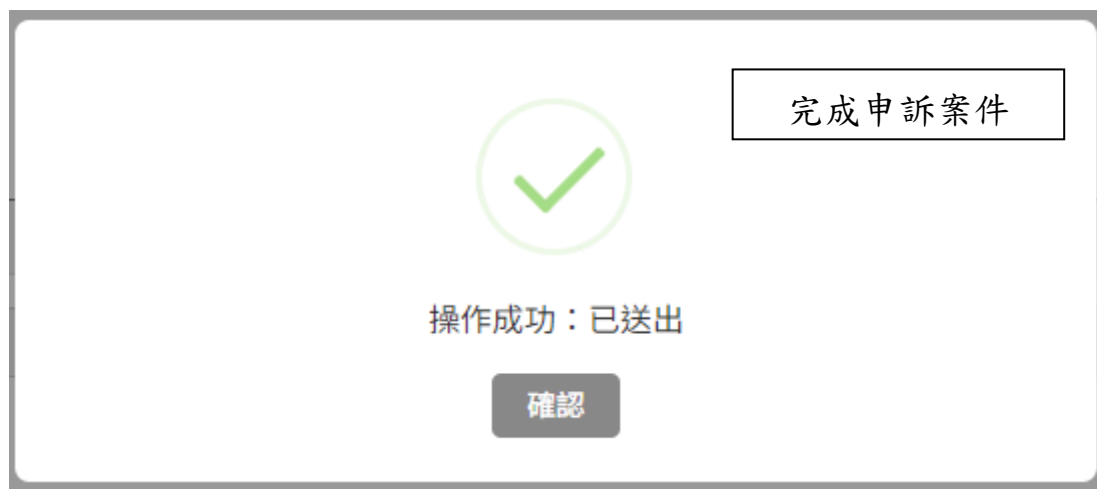 完成申訴案件
操作成功：已送出
確認